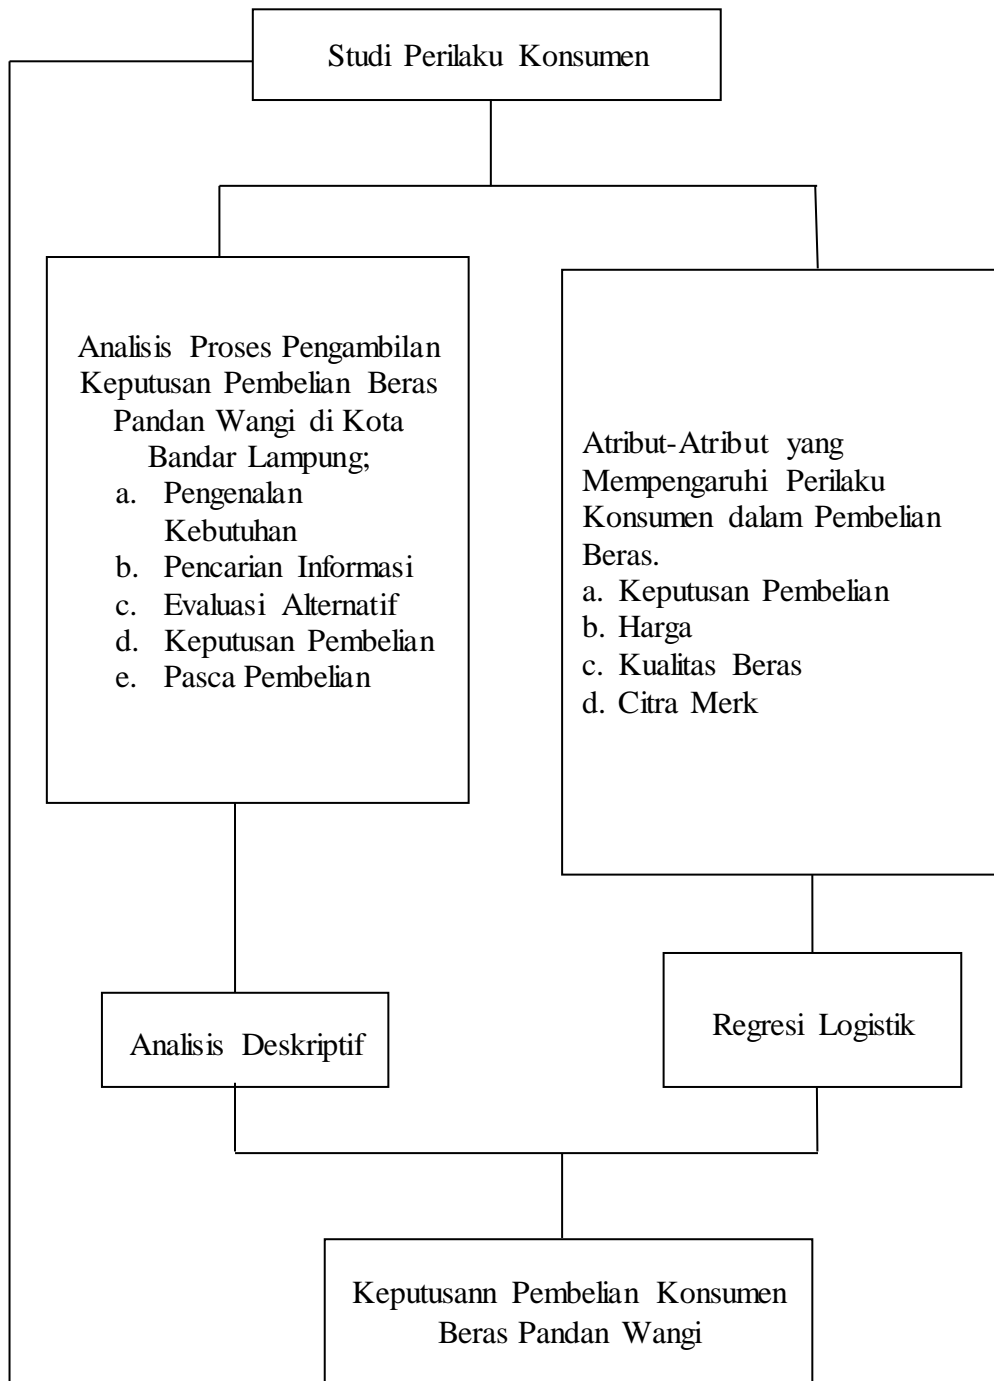 Studi Perilaku Konsumen
Analisis Proses Pengambilan
Keputusan Pembelian Beras
Pandan Wangi di Kota
Bandar Lampung;
a. Pengenalan
Kebutuhan
b. Pencarian Informasi
c. Evaluasi Alternatif
d. Keputusan Pembelian
e. Pasca Pembelian
Atribut-Atribut yang
Mempengaruhi Perilaku
Konsumen dalam Pembelian
Beras.
a. Keputusan Pembelian
b. Harga
c. Kualitas Beras
d. Citra Merk
Analisis Deskriptif
Regresi Logistik
Keputusann Pembelian Konsumen
Beras Pandan Wangi